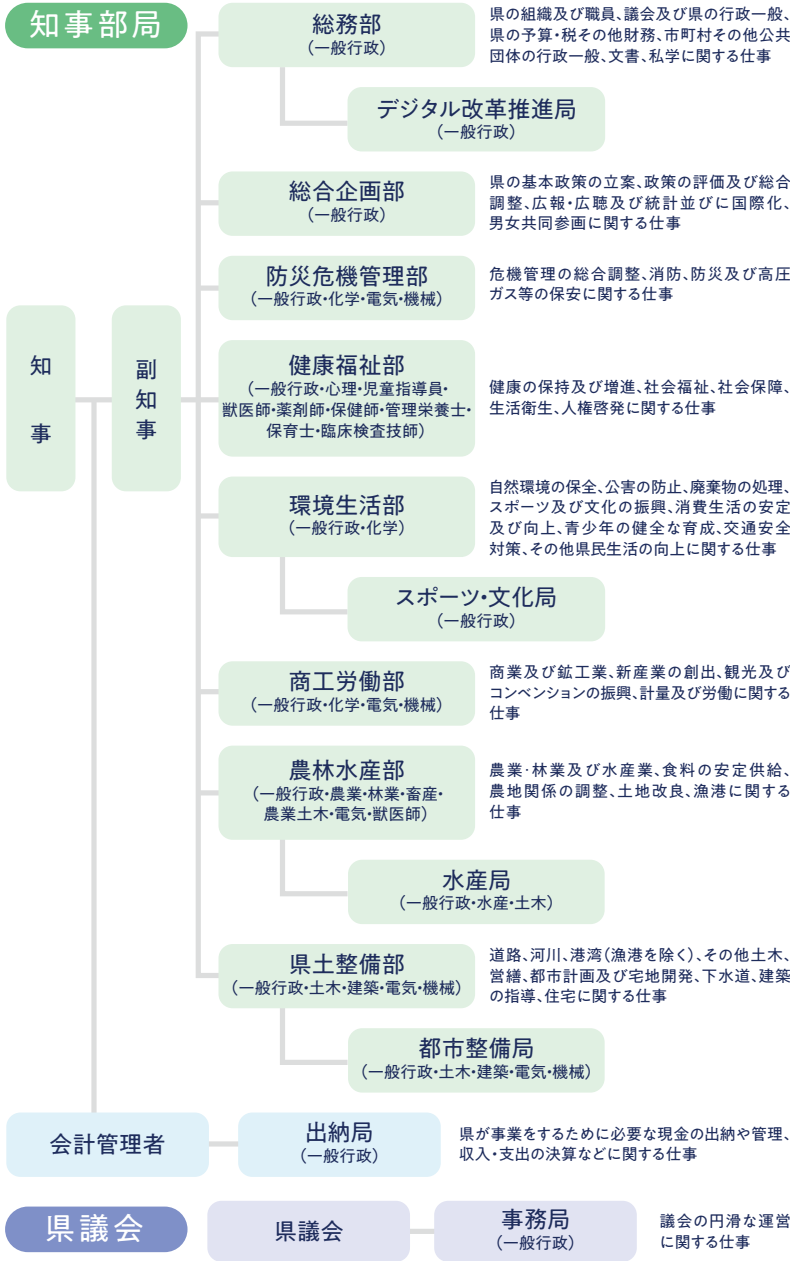 知事部局
総務部
(一般行政)
県の組織及び職員、議会及び県の行政一般、
県の予算・税その他財務、市町村その他公共
団体の行政一般、文書、私学に関する仕事
デジタル改革推進局
(一般行政)
総合企画部
(一般行政)
県の基本政策の立案、政策の評価及び総合
調整、広報・広聴及び統計並びに国際化、
男女共同参画に関する仕事
防災危機管理部
(一般行政・化学・電気・機械)
危機管理の総合調整、消防、防災及び高圧
ガス等の保安に関する仕事
知事
副知事
健康福祉部
(一般行政・心理・児童指導員・
獣医師・薬剤師・保健師・管理栄養士・
保育士・臨床検査技師)
健康の保持及び増進、社会福祉、社会保障、
生活衛生、人権啓発に関する仕事
環境生活部
(一般行政・化学)
自然環境の保全、公害の防止、廃棄物の処理、
スポーツ及び文化の振興、消費生活の安定
及び向上、青少年の健全な育成、交通安全
対策、その他県民生活の向上に関する仕事
スポーツ・文化局
(一般行政)
商工労働部
(一般行政・化学・電気・機械)
商業及び鉱工業、新産業の創出、観光及び
コンベンションの振興、計量及び労働に関する
仕事
農林水産部
(一般行政・農業・林業・畜産・
農業土木・電気・獣医師)
農業・林業及び水産業、食料の安定供給、
農地関係の調整、土地改良、漁港に関する
仕事
水産局
(一般行政・水産・土木)
県土整備部
(一般行政・土木・建築・電気・機械)
道路、河川、港湾(漁港を除く)、その他土木、
営繕、都市計画及び宅地開発、下水道、建築
の指導、住宅に関する仕事
都市整備局
(一般行政・土木・建築・電気・機械)
会計管理者
出納局
(一般行政)
県が事業をするために必要な現金の出納や管理、
収入・支出の決算などに関する仕事
県議会
県議会
事務局
(一般行政)
議会の円滑な運営
に関する仕事